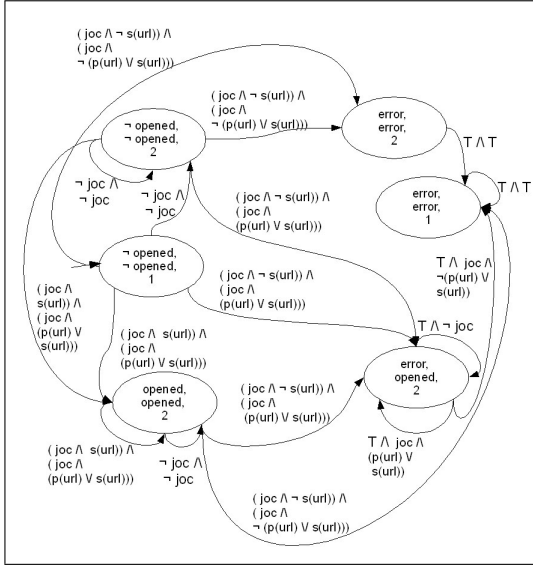 ( joc /\ ¬ s(url)) /\
( joc /\
¬ (p(url) \/ s(url)))
( joc /\ ¬ s(url)) /\
( joc /\
¬ (p(url) \/ s(url)))
error,
error,
2
¬ opened,
¬ opened,
2
T /\ T
¬ joc /\
¬ joc
¬ joc /\
¬ joc
T /\ T
error,
error,
1
( joc /\ ¬ s(url)) /\
( joc /\
(p(url) \/ s(url)))
¬ opened,
¬ opened,
1
T /\ joc /\
¬(p(url) \/
s(url))
( joc /\ ¬ s(url)) /\
( joc /\
(p(url) \/ s(url)))
( joc /\
s(url)) /\
( joc /\
(p(url) \/
s(url)))
T /\ ¬ joc
( joc /\ s(url)) /\
( joc /\
(p(url) \/ s(url)))
error,
opened,
2
opened,
opened,
2
( joc /\ ¬ s(url)) /\
( joc /\
(p(url) \/ s(url)))
T /\ joc /\
(p(url) \/
s(url))
( joc /\ s(url)) /\
( joc /\
(p(url) \/ s(url)))
¬ joc /\
¬ joc
( joc /\ ¬ s(url)) /\
( joc /\
¬ (p(url) \/ s(url)))